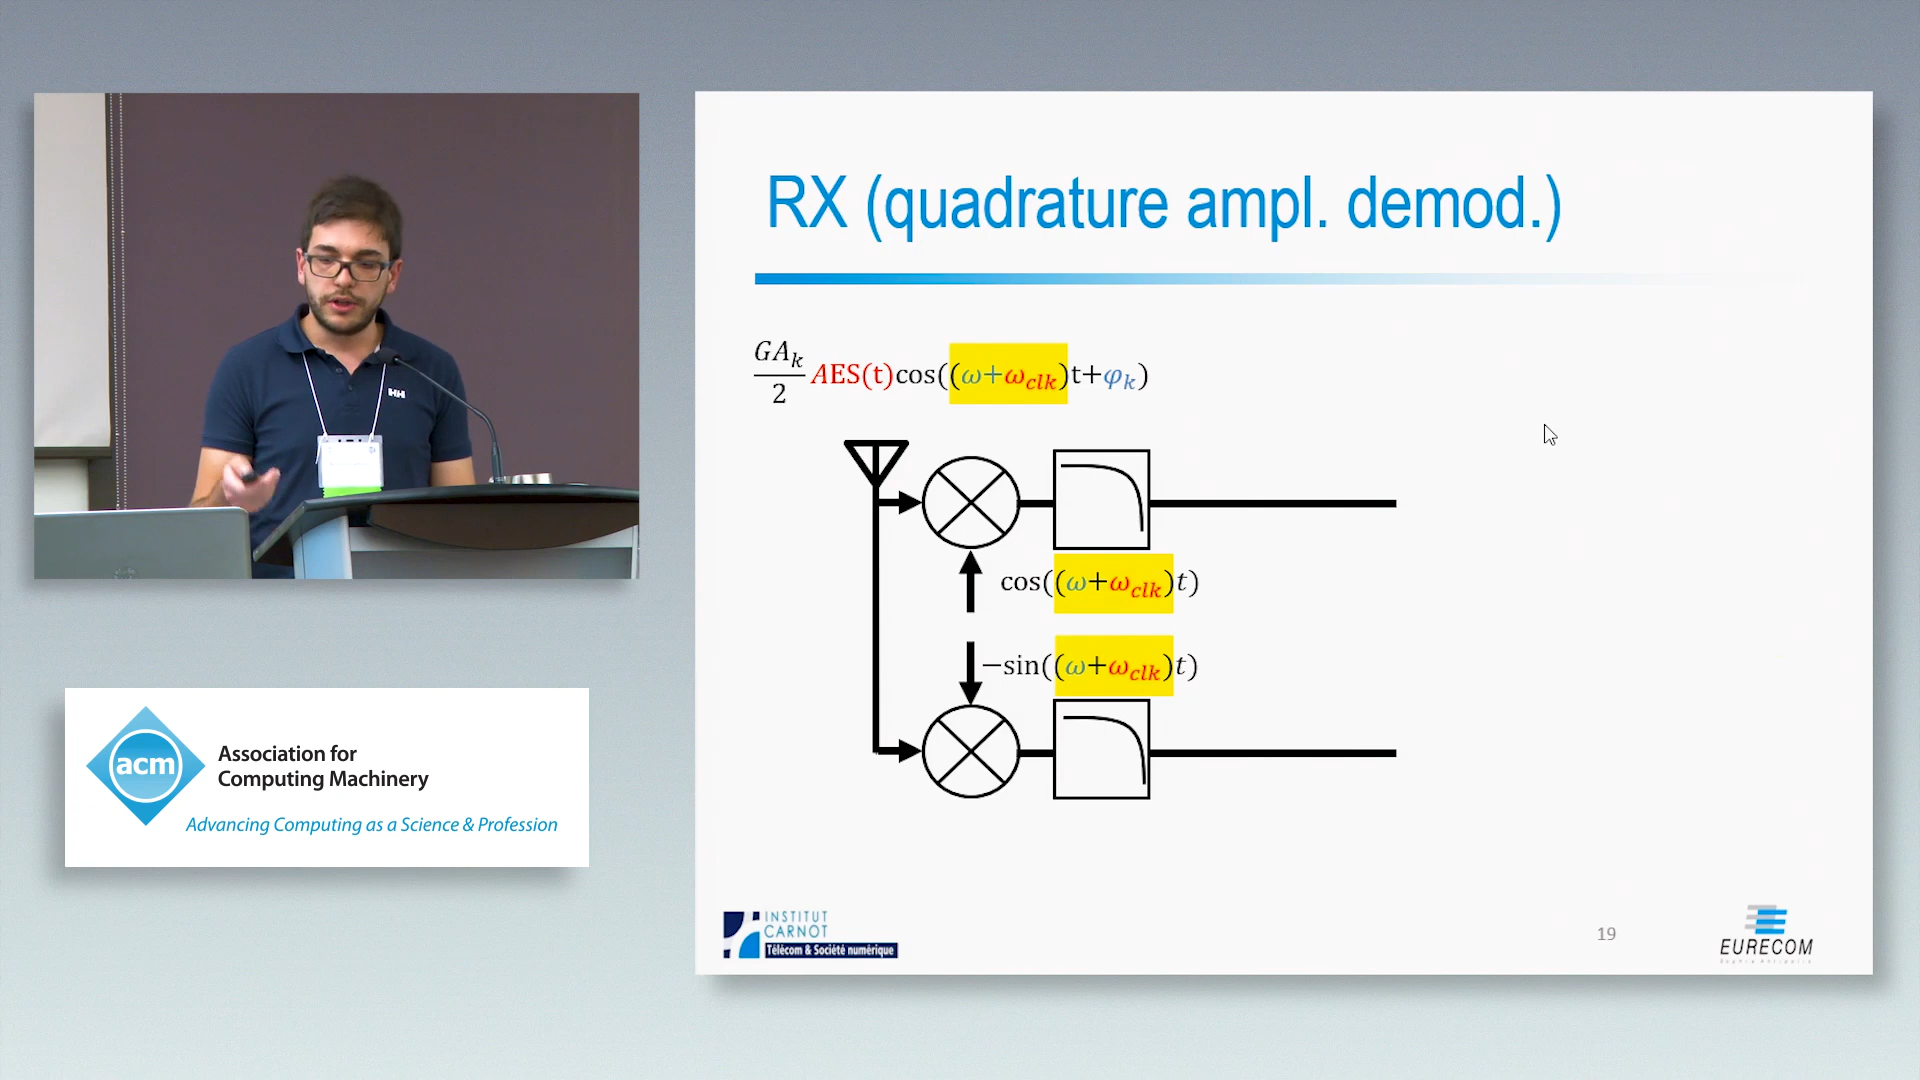 RX (quadrature ampl. demod.)
GA_k/2 AES(t)cos((ω+ω_clk)t+φ_k)
cos((ω+ω_clk)t)
−sin((ω+ω_clk)t)
HH
acm
Association for
Computing Machinery
Advancing Computing as a Science & Profession
INSTITUT
CARNOT
Télécom & Société numérique
19
EURECOM